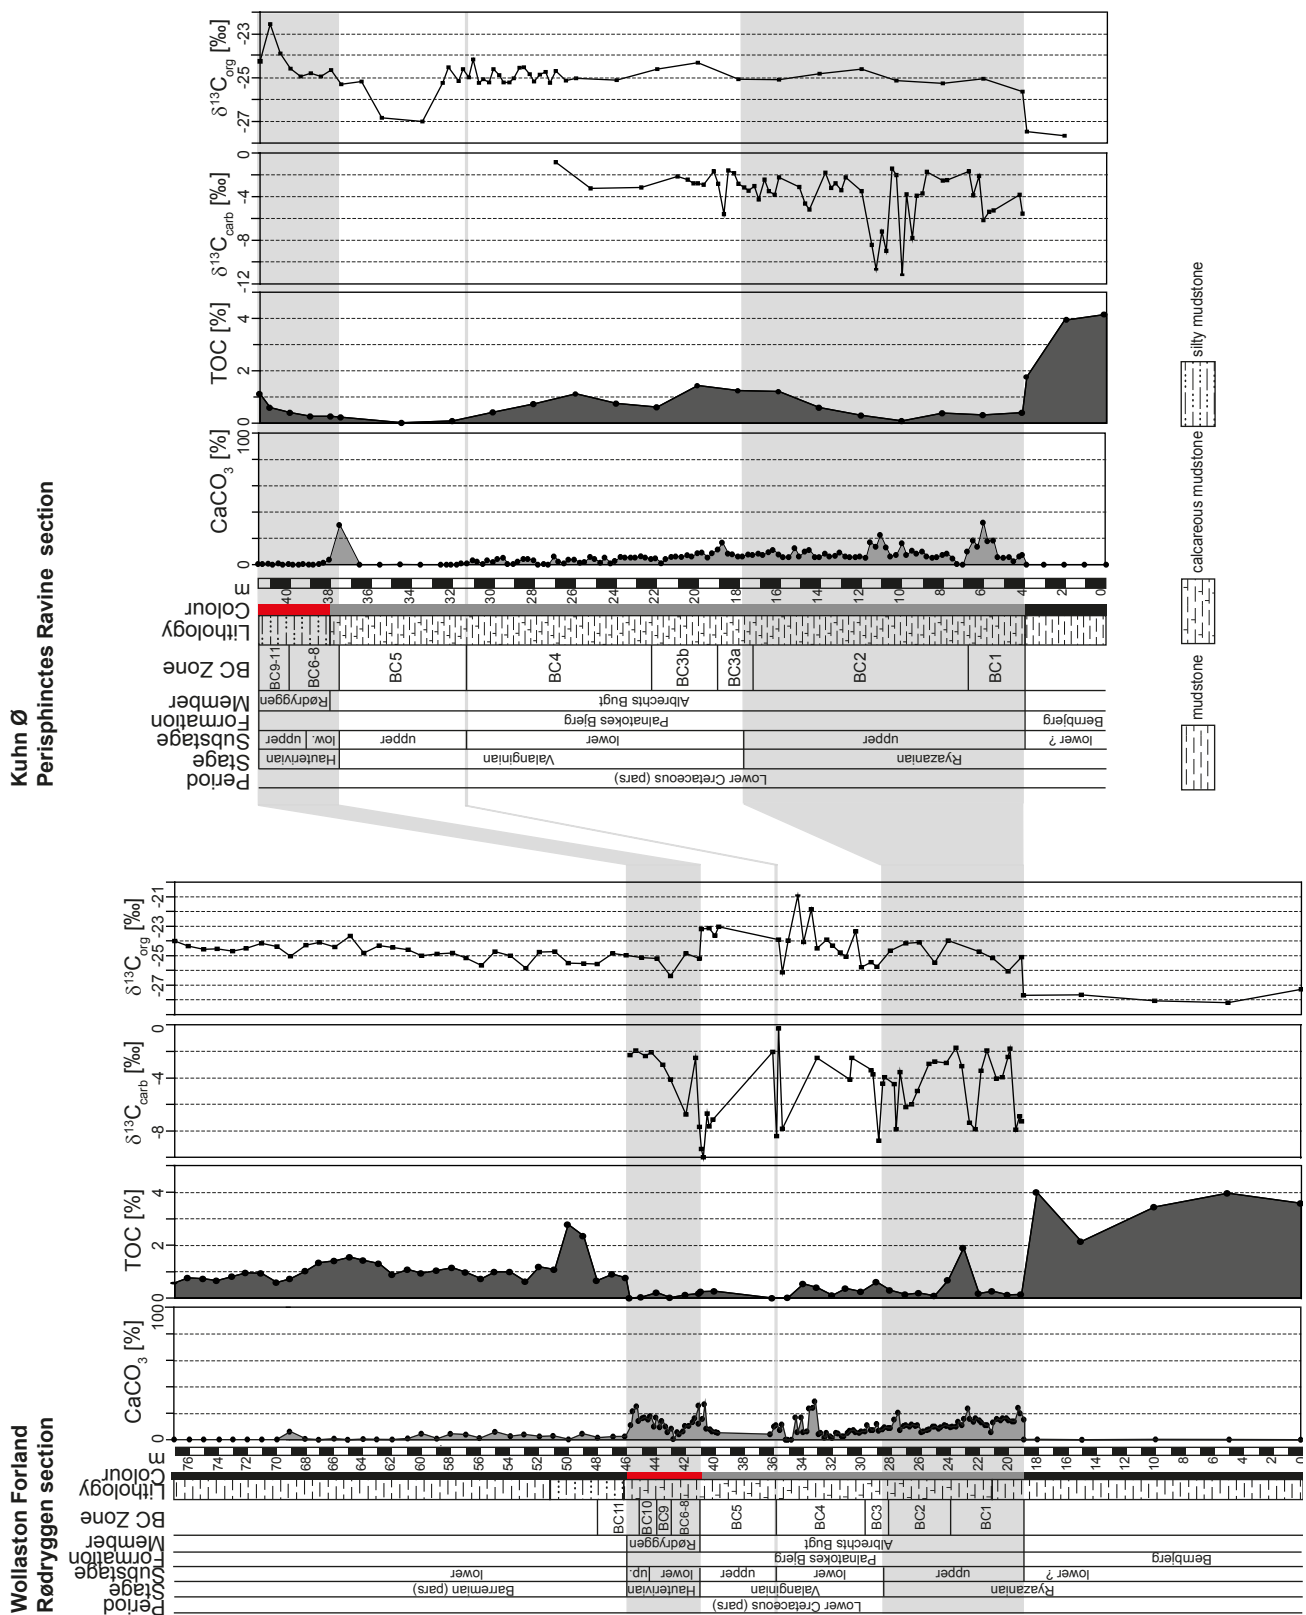 Kuhn Ø
Perisphinctes Ravine section
Period
Stage
Substage
Formation
Member
BC Zone
Lithology
Colour
m
CaCO3 [%]
TOC [%]
δ13Ccarb [‰]
δ13Corg [‰]
Lower Cretaceous (pars)
Hauterivian
Valanginian
Ryazanian
upper
low.
upper
lower
upper
lower ?
Palnatokes Bjerg
Bernbjerg
Rødryggen
Albrechts Bugt
BC9-11
BC6-8
BC5
BC4
BC3b
BC3a
BC2
BC1
40 38 36 34 32 30 28 26 24 22 20 18 16 14 12 10 8 6 4 2 0
0 100
0 2 4
-12 -8 -4 0
-27 -25 -23
mudstone
calcareous mudstone
silty mudstone
Wollaston Forland
Rødryggen section
Period
Stage
Substage
Formation
Member
BC Zone
Lithology
Colour
m
CaCO3 [%]
TOC [%]
δ13Ccarb [‰]
δ13Corg [‰]
Lower Cretaceous (pars)
Barremian (pars)
Hauterivian
Valanginian
Ryazanian
lower
up.
lower
upper
lower
upper
lower ?
Palnatokes Bjerg
Bernbjerg
Rødryggen
Albrechts Bugt
BC11
BC10
BC9
BC6-8
BC5
BC4
BC3
BC2
BC1
76 74 72 70 68 66 64 62 60 58 56 54 52 50 48 46 44 42 40 38 36 34 32 30 28 26 24 22 20 18 16 14 12 10 8 6 4 2 0
0 100
0 2 4
-8 -4 0
-27 -25 -23 -21